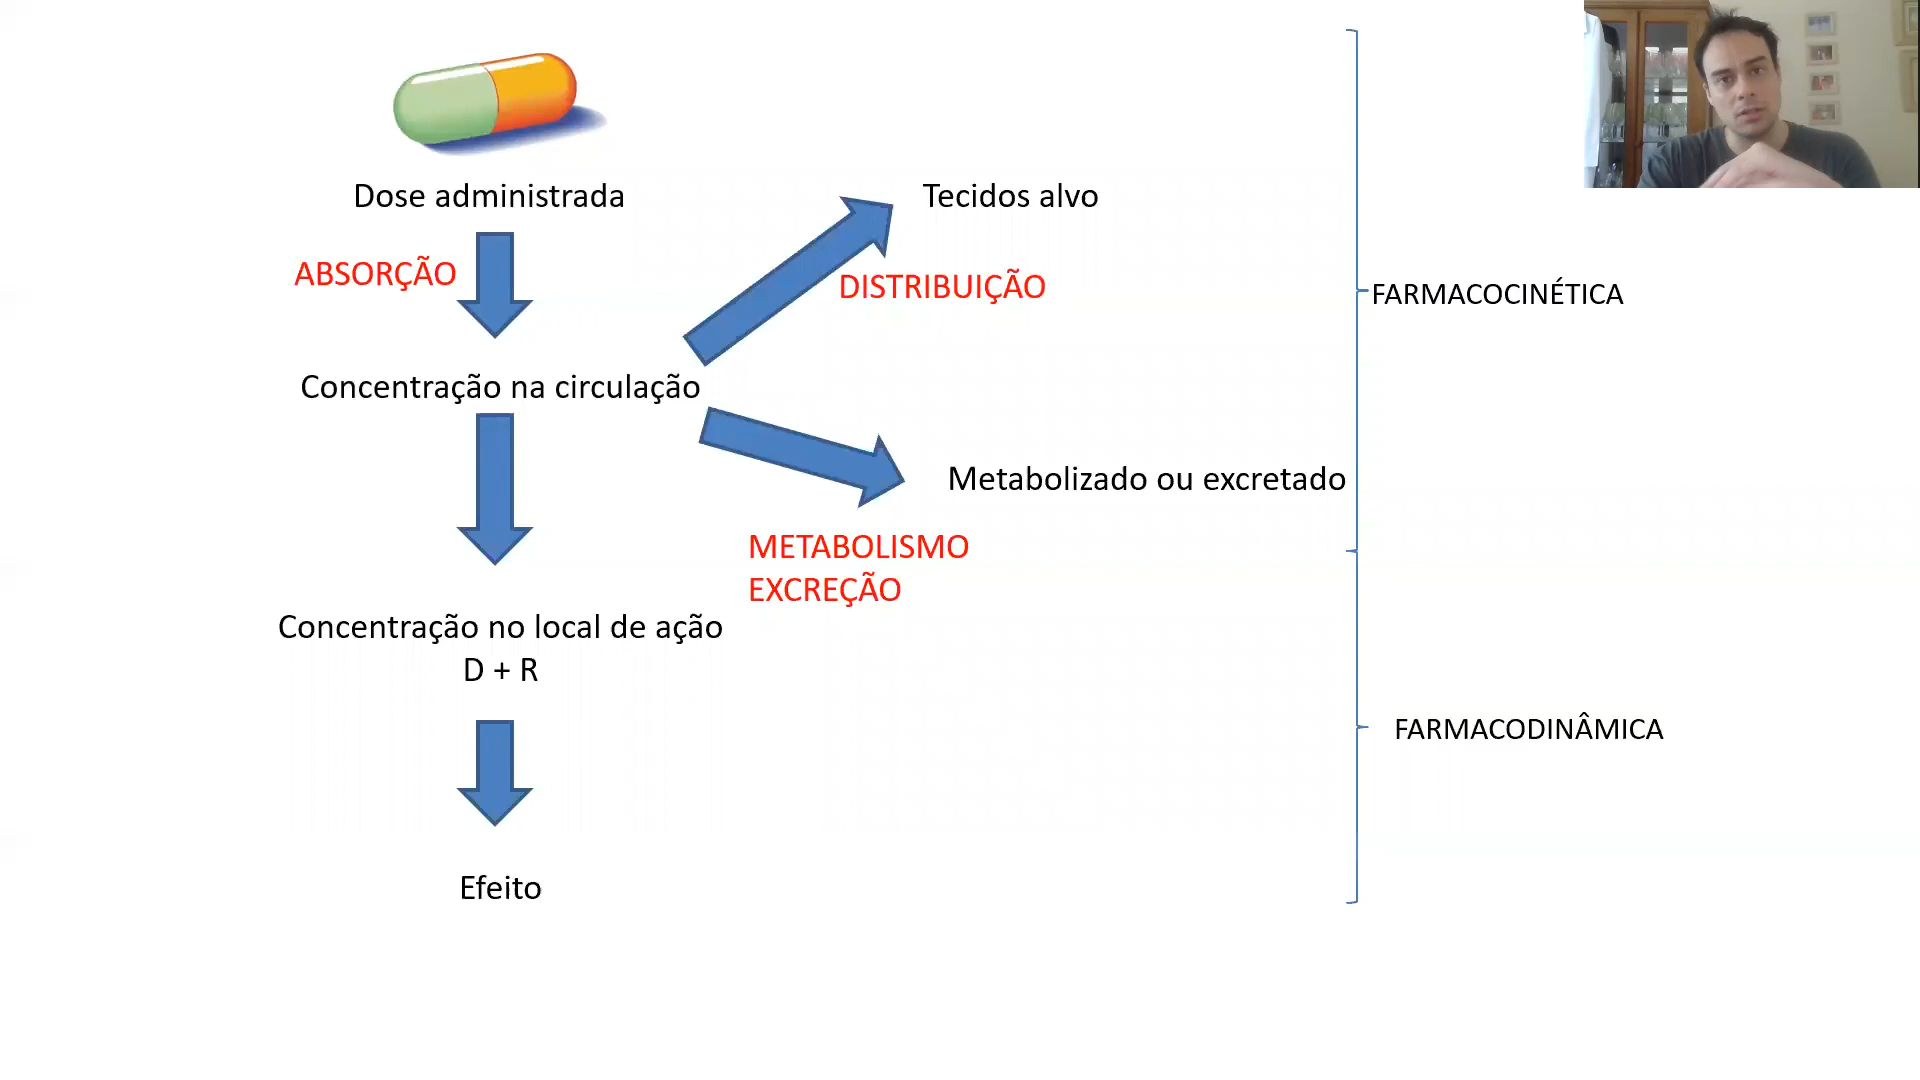 Dose administrada
Tecidos alvo
ABSORÇÃO
DISTRIBUIÇÃO
FARMACOCINÉTICA
Concentração na circulação
Metabolizado ou excretado
METABOLISMO
EXCREÇÃO
Concentração no local de ação
D + R
FARMACODINÂMICA
Efeito